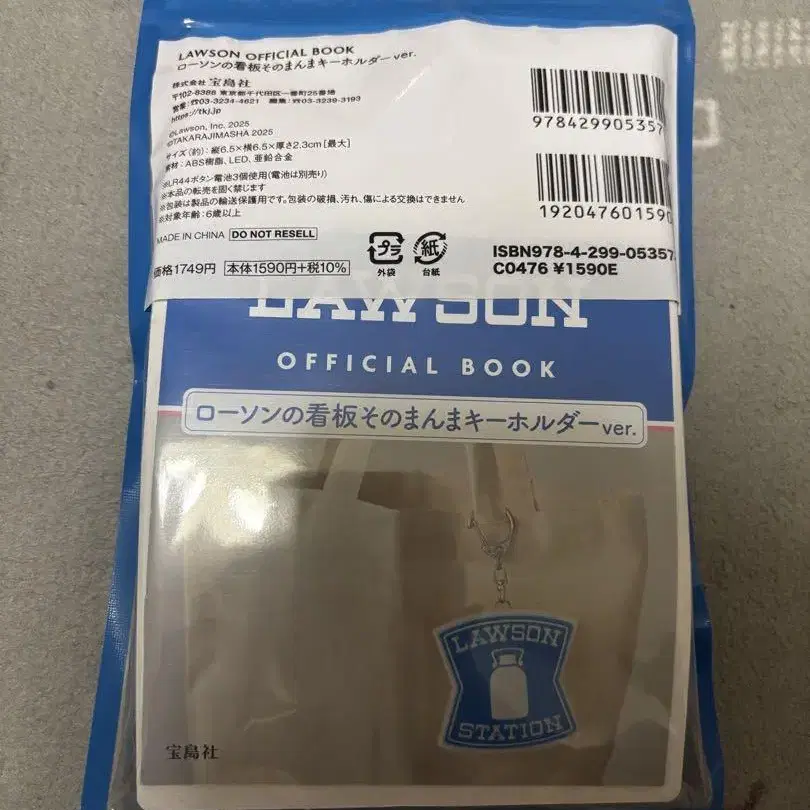 LAWSON OFFICIAL BOOK
ローソンの看板そのまんまキーホルダー ver.
株式会社 宝島社
〒102-8388 東京都千代田区一番町25番地
営業:☎03-3234-4621 編集:☎03-3239-3193
https://tkj.jp
©Lawson, Inc. 2025
©TAKARAJIMASHA 2025
サイズ(約):縦6.5×横6.5×厚さ2.3cm[最大]
素材:ABS樹脂、LED、亜鉛合金
※LR44ボタン電池3個使用(電池は別売り)
※本品の転売を固く禁じます
※包装は製品の輸送保護用です。包装の破損、汚れ、傷による交換はできません
※対象年齢:6歳以上
MADE IN CHINA DO NOT RESELL
価格1749円 本体1590円+税10%
プラ 外袋
紙 台紙
978429905357
192047601590
ISBN978-4-299-05357
C0476 ¥1590E
LAWSON
OFFICIAL BOOK
ローソンの看板そのまんまキーホルダー ver.
LAWSON
STATION
宝島社